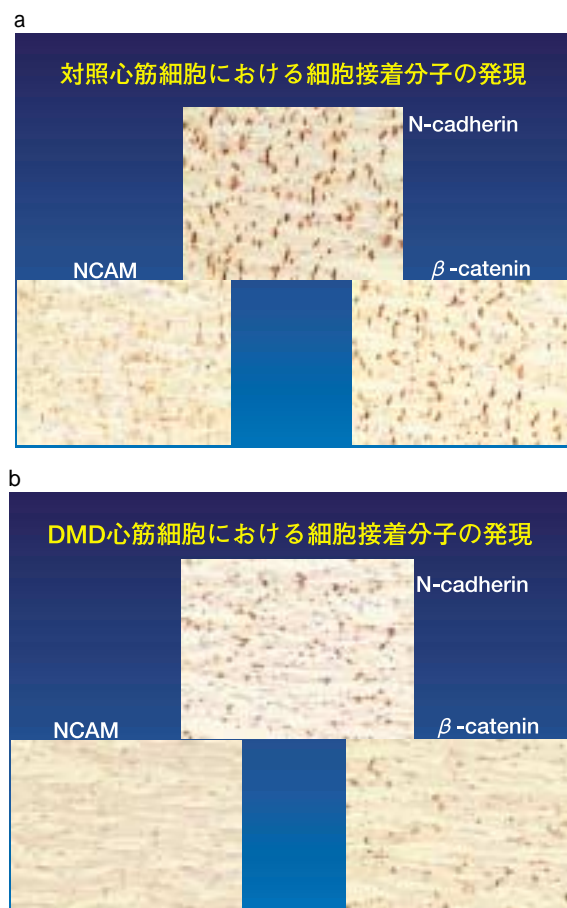 a
対照心筋細胞における細胞接着分子の発現
N-cadherin
NCAM
β-catenin
b
DMD心筋細胞における細胞接着分子の発現
N-cadherin
NCAM
β-catenin